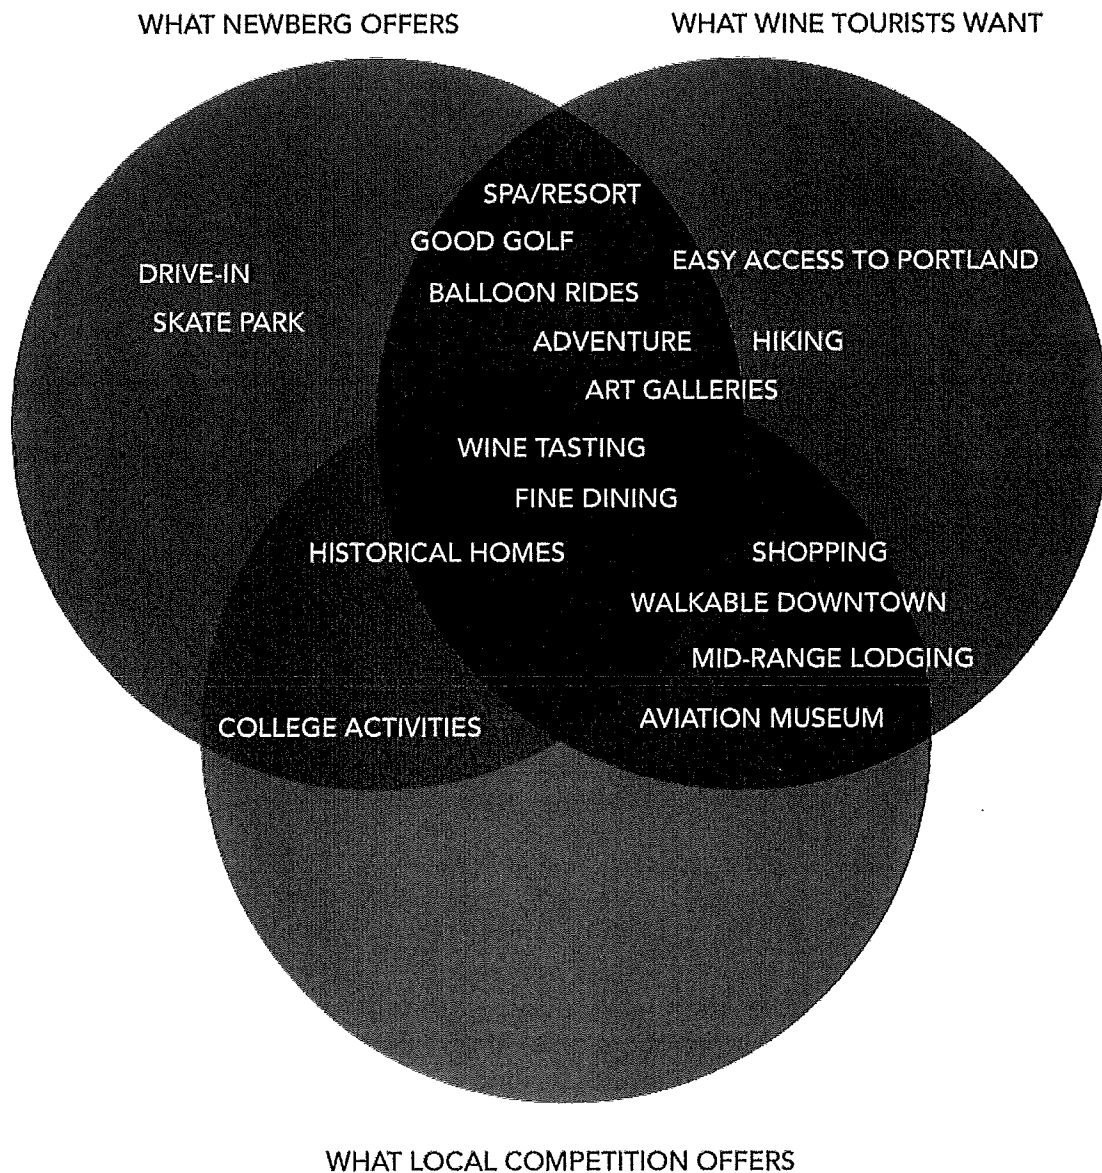 WHAT NEWBERG OFFERS
WHAT WINE TOURISTS WANT
SPA/RESORT
GOOD GOLF
EASY ACCESS TO PORTLAND
DRIVE-IN
BALLOON RIDES
SKATE PARK
ADVENTURE
HIKING
ART GALLERIES
WINE TASTING
FINE DINING
HISTORICAL HOMES
SHOPPING
WALKABLE DOWNTOWN
MID-RANGE LODGING
AVIATION MUSEUM
COLLEGE ACTIVITIES
WHAT LOCAL COMPETITION OFFERS